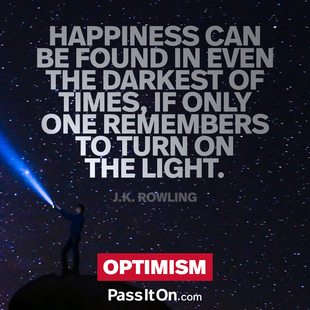 HAPPINESS CAN
BE FOUND IN EVEN
THE DARKEST OF
TIMES, IF ONLY
ONE REMEMBERS
TO TURN ON
THE LIGHT.
J.K. ROWLING
OPTIMISM
PassItOn.com